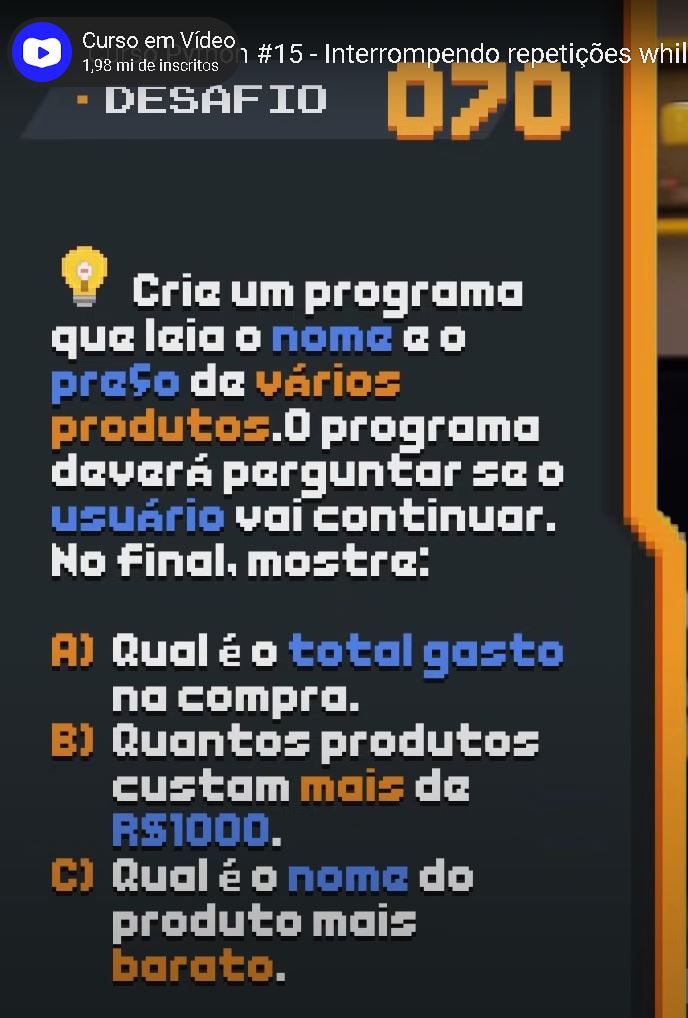 Curso em Vídeo
1,98 mi de inscritos
n #15 - Interrompendo repetições whil
DESAFIO 070
Crie um programa
que leia o nome e o
preço de vários
produtos.O programa
deverá perguntar se o
usuário vai continuar.
No final, mostre:
A) Qual é o total gasto
na compra.
B) Quantos produtos
custam mais de
R$1000.
C) Qual é o nome do
produto mais
barato.